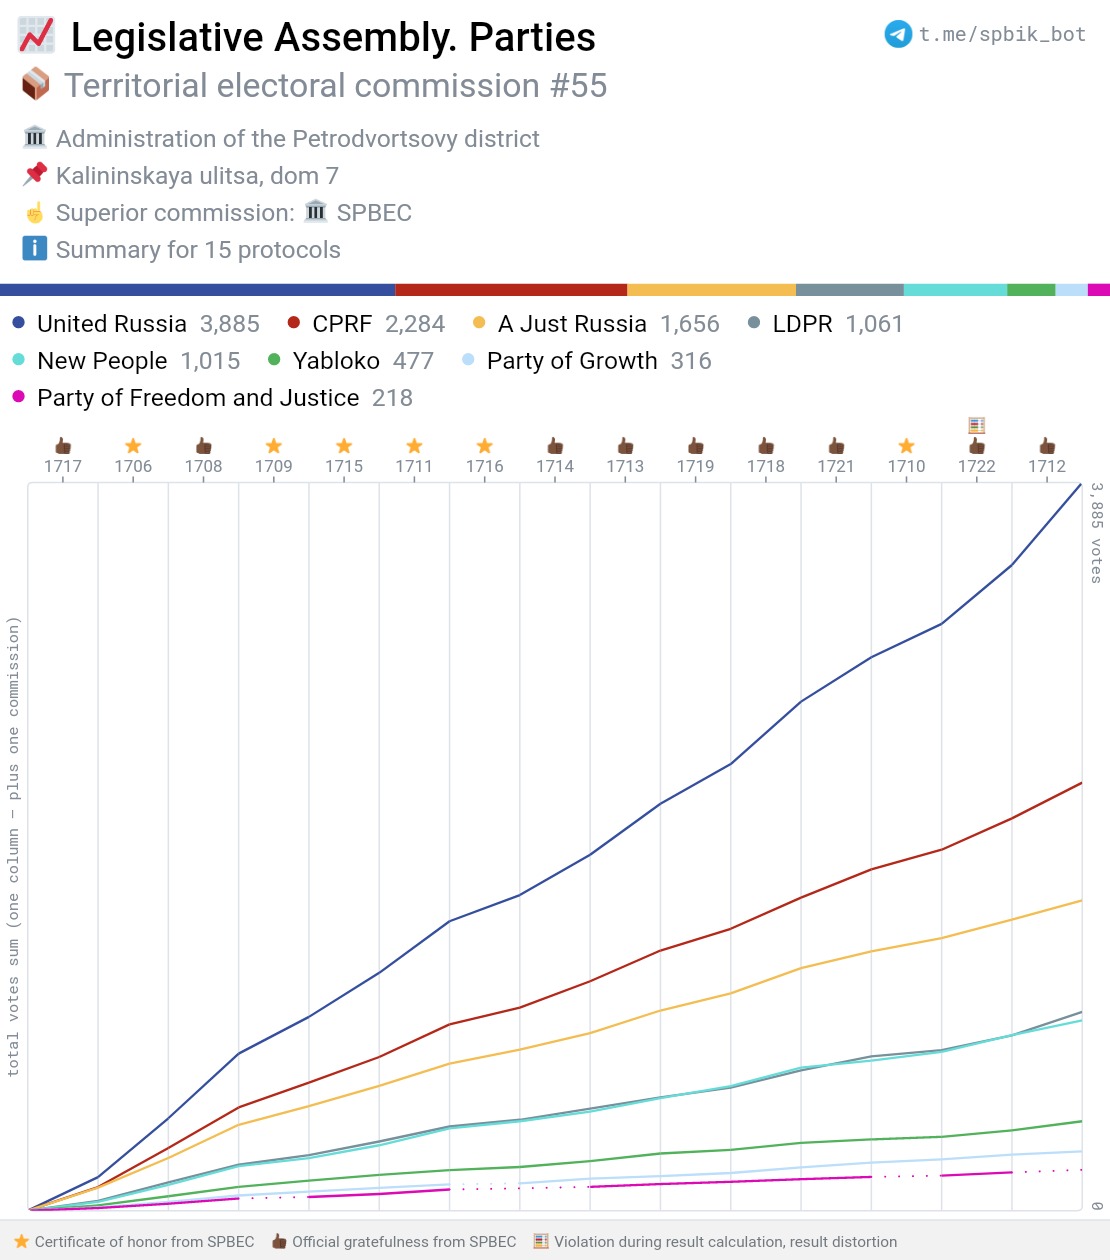 Legislative Assembly. Parties
t.me/spbik_bot
Territorial electoral commission #55
Administration of the Petrodvortsovy district
Kalininskaya ulitsa, dom 7
Superior commission: SPBEC
Summary for 15 protocols
United Russia 3,885 CPRF 2,284 A Just Russia 1,656 LDPR 1,061
New People 1,015 Yabloko 477 Party of Growth 316
Party of Freedom and Justice 218
1717 1706 1708 1709 1715 1711 1716 1714 1713 1719 1718 1721 1710 1722 1712
3,885 votes
total votes sum (one column – plus one commission)
0
Certificate of honor from SPBEC Official gratefulness from SPBEC Violation during result calculation, result distortion